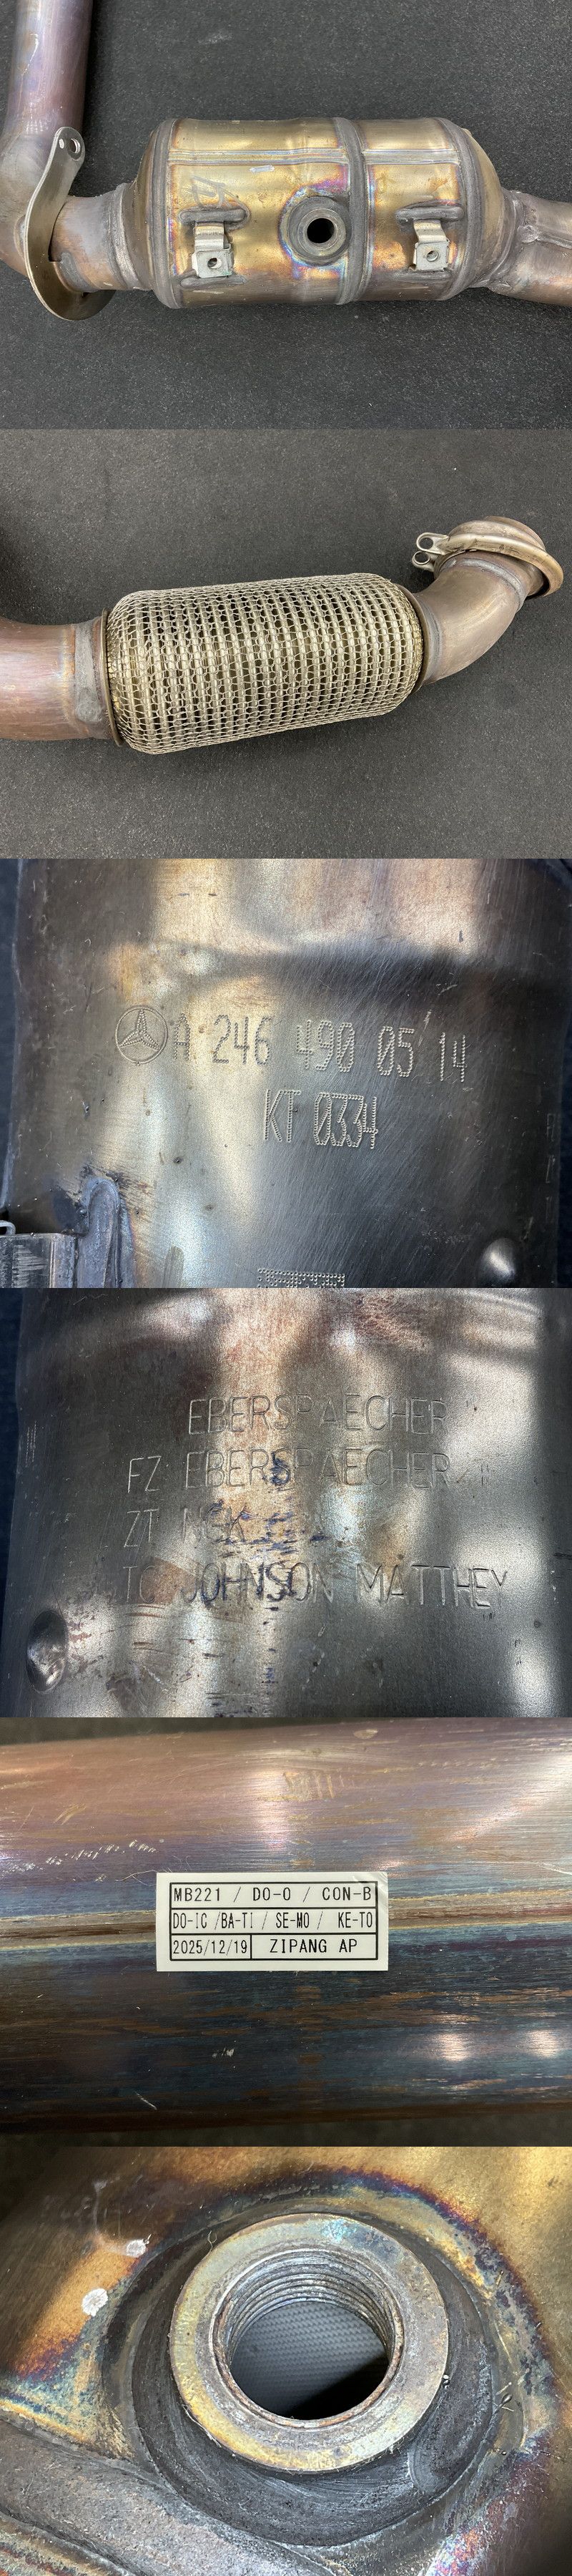 A 246 490 05 14
KT 0334
EBERSPAECHER
FZ EBERSPAECHER
ZT NGK
TC JOHNSON MATTHEY
MB221 / DO-O / CON-B
DO-IC /BA-TI / SE-MO / KE-TO
2025/12/19 ZIPANG AP